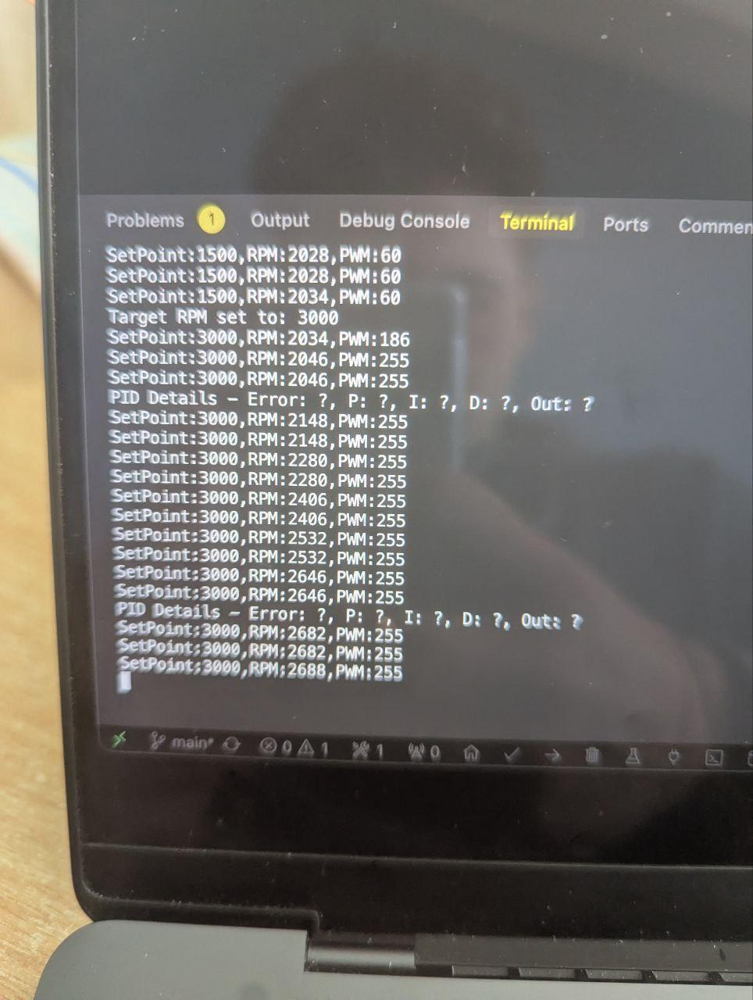 Problems 1 Output Debug Console Terminal Ports Commen
SetPoint:1500,RPM:2028,PWM:60
SetPoint:1500,RPM:2028,PWM:60
SetPoint:1500,RPM:2034,PWM:60
Target RPM set to: 3000
SetPoint:3000,RPM:2034,PWM:186
SetPoint:3000,RPM:2046,PWM:255
SetPoint:3000,RPM:2046,PWM:255
PID Details – Error: ?, P: ?, I: ?, D: ?, Out: ?
SetPoint:3000,RPM:2148,PWM:255
SetPoint:3000,RPM:2148,PWM:255
SetPoint:3000,RPM:2280,PWM:255
SetPoint:3000,RPM:2280,PWM:255
SetPoint:3000,RPM:2406,PWM:255
SetPoint:3000,RPM:2406,PWM:255
SetPoint:3000,RPM:2532,PWM:255
SetPoint:3000,RPM:2532,PWM:255
SetPoint:3000,RPM:2646,PWM:255
SetPoint:3000,RPM:2646,PWM:255
PID Details – Error: ?, P: ?, I: ?, D: ?, Out: ?
SetPoint:3000,RPM:2682,PWM:255
SetPoint:3000,RPM:2682,PWM:255
SetPoint:3000,RPM:2688,PWM:255
main* 0 1 1 0